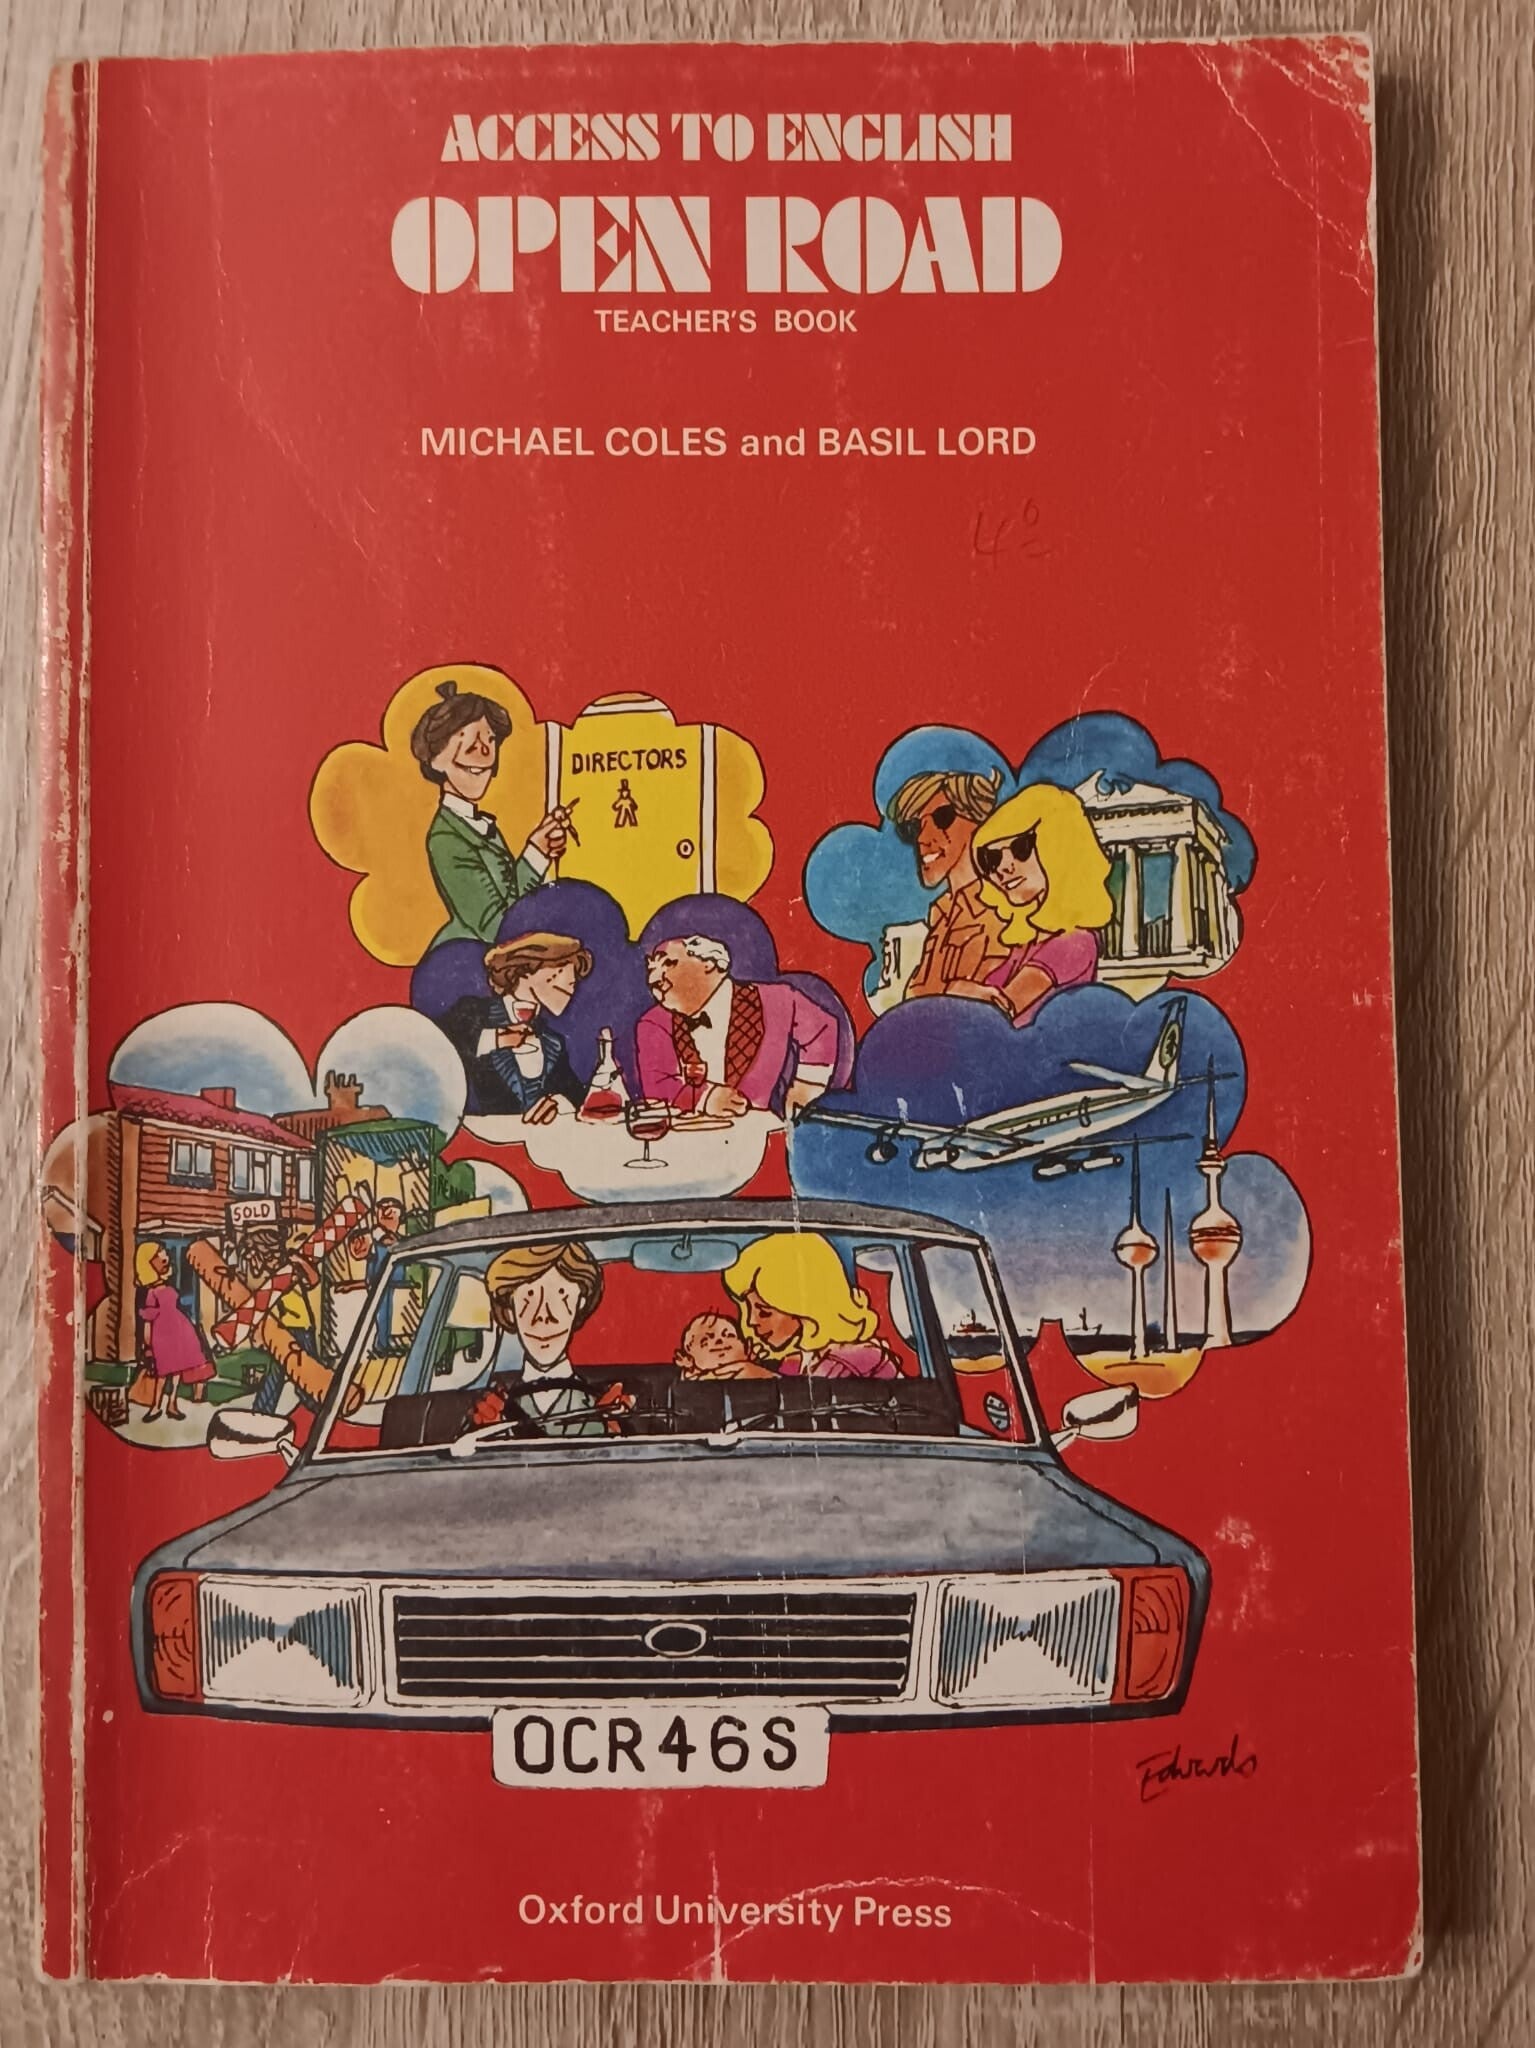 ACCESS TO ENGLISH
OPEN ROAD
TEACHER'S BOOK
MICHAEL COLES and BASIL LORD
4º
DIRECTORS
SOLD
OCR46S
Edwards
Oxford University Press